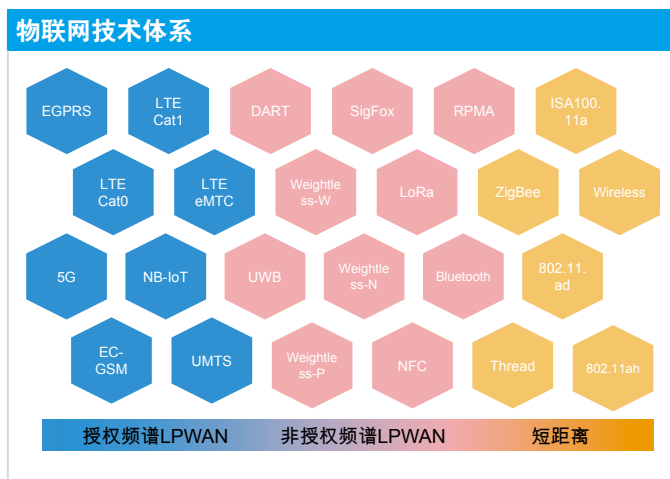 物联网技术体系
EGPRS
LTE
Cat1
DART
SigFox
RPMA
ISA100.
11a
LTE
Cat0
LTE
eMTC
Weightle
ss-W
LoRa
ZigBee
Wireless
5G
NB-IoT
UWB
Weightle
ss-N
Bluetooth
802.11.
ad
EC-
GSM
UMTS
Weightle
ss-P
NFC
Thread
802.11ah
授权频谱LPWAN
非授权频谱LPWAN
短距离